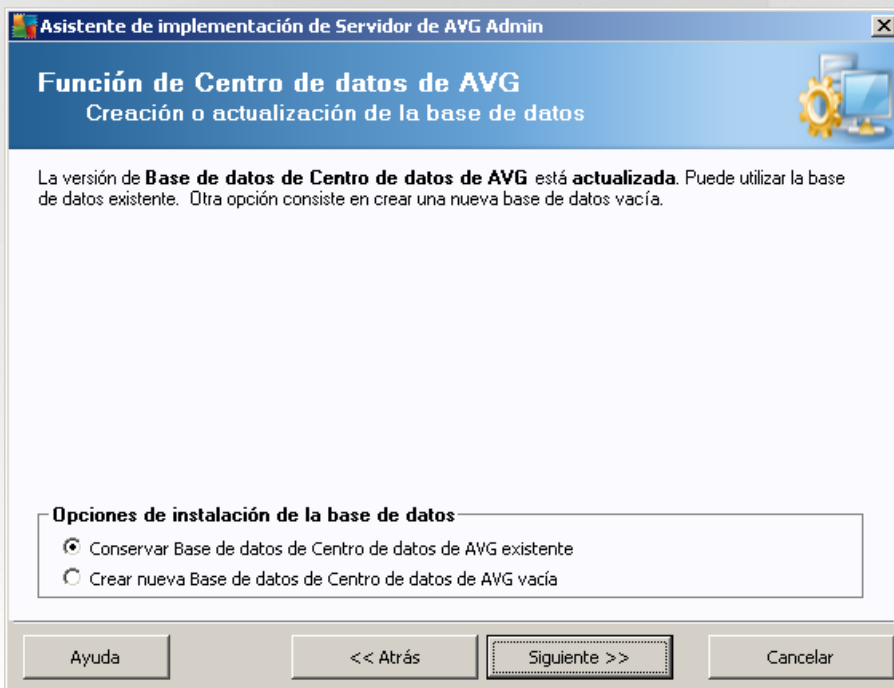 Asistente de implementación de Servidor de AVG Admin
Función de Centro de datos de AVG
Creación o actualización de la base de datos
La versión de Base de datos de Centro de datos de AVG está actualizada. Puede utilizar la base
de datos existente. Otra opción consiste en crear una nueva base de datos vacía.
Opciones de instalación de la base de datos
Conservar Base de datos de Centro de datos de AVG existente
Crear nueva Base de datos de Centro de datos de AVG vacía
Ayuda
<< Atrás
Siguiente >>
Cancelar